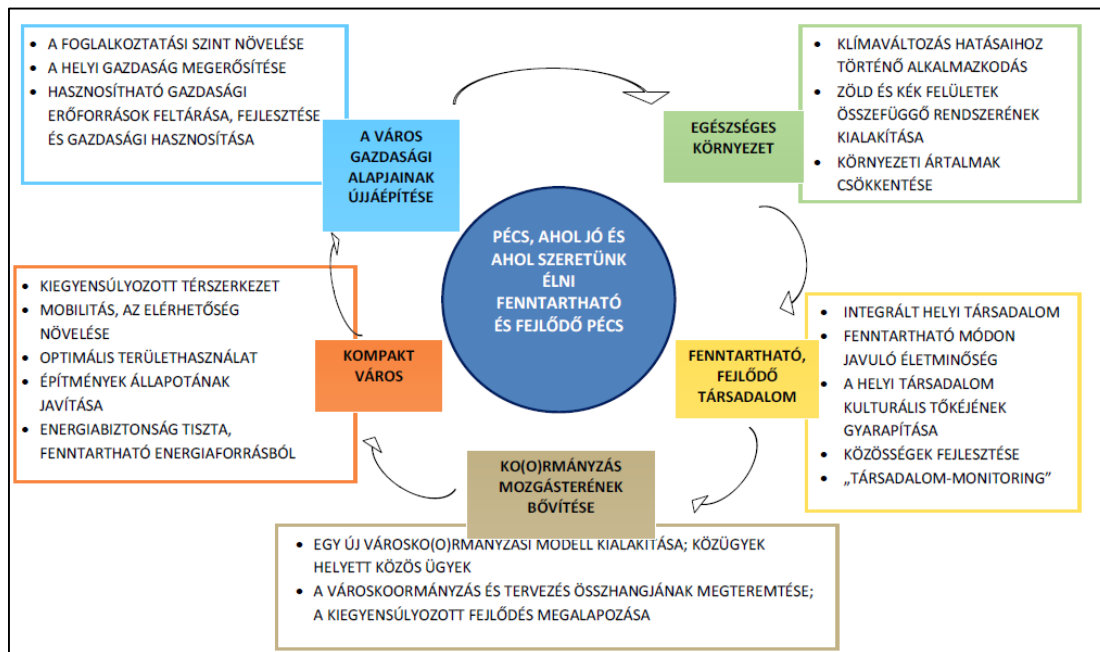 • A FOGLALKOZTATÁSI SZINT NÖVELÉSE
• A HELYI GAZDASÁG MEGERŐSÍTÉSE
• HASZNOSÍTHATÓ GAZDASÁGI
ERŐFORRÁSOK FELTÁRÁSA, FEJLESZTÉSE
ÉS GAZDASÁGI HASZNOSÍTÁSA
A VÁROS
GAZDASÁGI
ALAPJAINAK
ÚJJÁÉPÍTÉSE
EGÉSZSÉGES
KÖRNYEZET
• KLÍMAVÁLTOZÁS HATÁSAIHOZ
TÖRTÉNŐ ALKALMAZKODÁS
• ZÖLD ÉS KÉK FELÜLETEK
ÖSSZEFÜGGŐ RENDSZERÉNEK
KIALAKÍTÁSA
• KÖRNYEZETI ÁRTALMAK
CSÖKKENTÉSE
PÉCS, AHOL JÓ ÉS
AHOL SZERETÜNK
ÉLNI
FENNTARTHATÓ
ÉS FEJLŐDŐ PÉCS
• KIEGYENSÚLYOZOTT TÉRSZERKEZET
• MOBILITÁS, AZ ELÉRHETŐSÉG
NÖVELÉSE
• OPTIMÁLIS TERÜLETHASZNÁLAT
• ÉPÍTMÉNYEK ÁLLAPOTÁNAK
JAVÍTÁSA
• ENERGIABIZTONSÁG TISZTA,
FENNTARTHATÓ ENERGIAFORRÁSBÓL
KOMPAKT
VÁROS
FENNTARTHATÓ,
FEJLŐDŐ
TÁRSADALOM
• INTEGRÁLT HELYI TÁRSADALOM
• FENNTARTHATÓ MÓDON
JAVULÓ ÉLETMINŐSÉG
• A HELYI TÁRSADALOM
KULTURÁLIS TŐKÉJÉNEK
GYARAPÍTÁSA
• KÖZÖSSÉGEK FEJLESZTÉSE
• „TÁRSADALOM-MONITORING”
KO(O)RMÁNYZÁS
MOZGÁSTERÉNEK
BŐVÍTÉSE
• EGY ÚJ VÁROSKO(O)RMÁNYZÁSI MODELL KIALAKÍTÁSA; KÖZÜGYEK
HELYETT KÖZÖS ÜGYEK
• A VÁROSKOORMÁNYZÁS ÉS TERVEZÉS ÖSSZHANGJÁNAK MEGTEREMTÉSE;
A KIEGYENSÚLYOZOTT FEJLŐDÉS MEGALAPOZÁSA